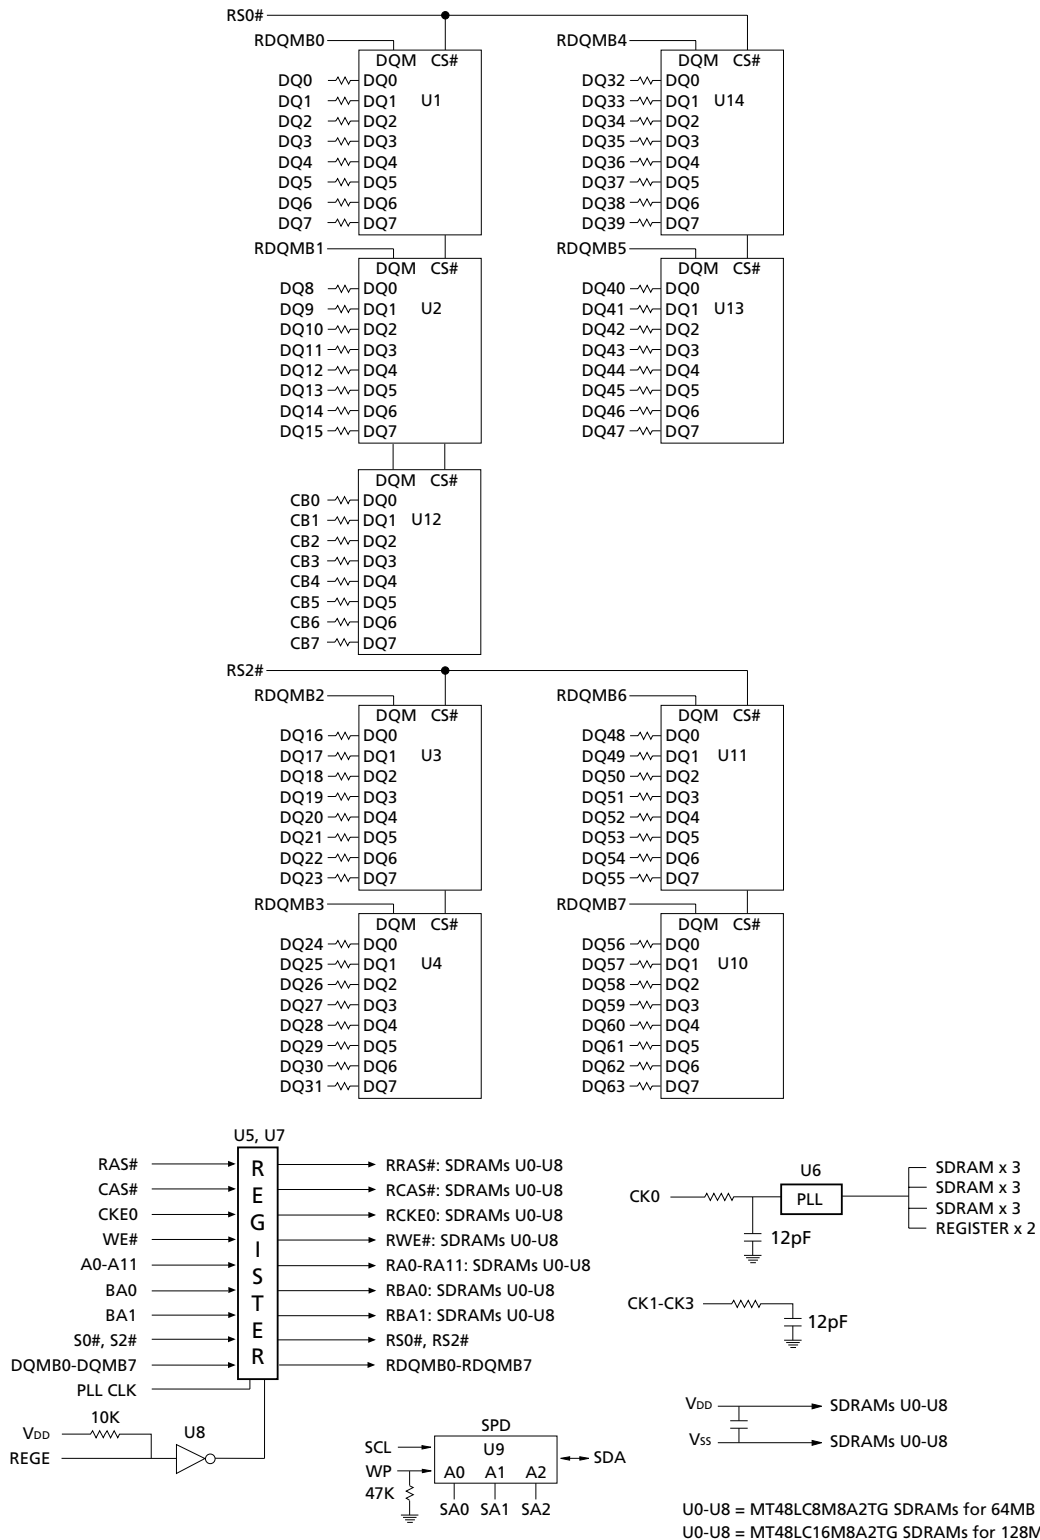 RS0#
RDQMB0
RDQMB4
DQM CS#
DQM CS#
DQ0 DQ0
DQ1 DQ1 U1
DQ2 DQ2
DQ3 DQ3
DQ4 DQ4
DQ5 DQ5
DQ6 DQ6
DQ7 DQ7
DQ32 DQ0
DQ33 DQ1 U14
DQ34 DQ2
DQ35 DQ3
DQ36 DQ4
DQ37 DQ5
DQ38 DQ6
DQ39 DQ7
RDQMB1
RDQMB5
DQM CS#
DQM CS#
DQ8 DQ0
DQ9 DQ1 U2
DQ10 DQ2
DQ11 DQ3
DQ12 DQ4
DQ13 DQ5
DQ14 DQ6
DQ15 DQ7
DQ40 DQ0
DQ41 DQ1 U13
DQ42 DQ2
DQ43 DQ3
DQ44 DQ4
DQ45 DQ5
DQ46 DQ6
DQ47 DQ7
DQM CS#
CB0 DQ0
CB1 DQ1 U12
CB2 DQ2
CB3 DQ3
CB4 DQ4
CB5 DQ5
CB6 DQ6
CB7 DQ7
RS2#
RDQMB2
RDQMB6
DQM CS#
DQM CS#
DQ16 DQ0
DQ17 DQ1 U3
DQ18 DQ2
DQ19 DQ3
DQ20 DQ4
DQ21 DQ5
DQ22 DQ6
DQ23 DQ7
DQ48 DQ0
DQ49 DQ1 U11
DQ50 DQ2
DQ51 DQ3
DQ52 DQ4
DQ53 DQ5
DQ54 DQ6
DQ55 DQ7
RDQMB3
RDQMB7
DQM CS#
DQM CS#
DQ24 DQ0
DQ25 DQ1 U4
DQ26 DQ2
DQ27 DQ3
DQ28 DQ4
DQ29 DQ5
DQ30 DQ6
DQ31 DQ7
DQ56 DQ0
DQ57 DQ1 U10
DQ58 DQ2
DQ59 DQ3
DQ60 DQ4
DQ61 DQ5
DQ62 DQ6
DQ63 DQ7
U5, U7
REGISTER
RAS# RRAS#: SDRAMs U0-U8
CAS# RCAS#: SDRAMs U0-U8
CKE0 RCKE0: SDRAMs U0-U8
WE# RWE#: SDRAMs U0-U8
A0-A11 RA0-RA11: SDRAMs U0-U8
BA0 RBA0: SDRAMs U0-U8
BA1 RBA1: SDRAMs U0-U8
S0#, S2# RS0#, RS2#
DQMB0-DQMB7 RDQMB0-RDQMB7
PLL CLK
10K
VDD
U8
REGE
U6
CK0 PLL
SDRAM x 3
SDRAM x 3
SDRAM x 3
REGISTER x 2
12pF
CK1-CK3
12pF
VDD SDRAMs U0-U8
Vss SDRAMs U0-U8
SPD
SCL U9 SDA
WP A0 A1 A2
47K
SA0 SA1 SA2
U0-U8 = MT48LC8M8A2TG SDRAMs for 64MB
U0-U8 = MT48LC16M8A2TG SDRAMs for 128M